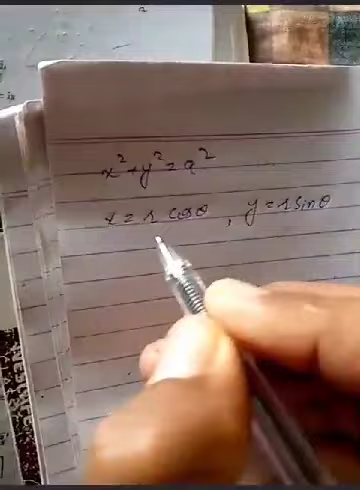 x² + y² = a²
x = r cosθ, y = r sinθ